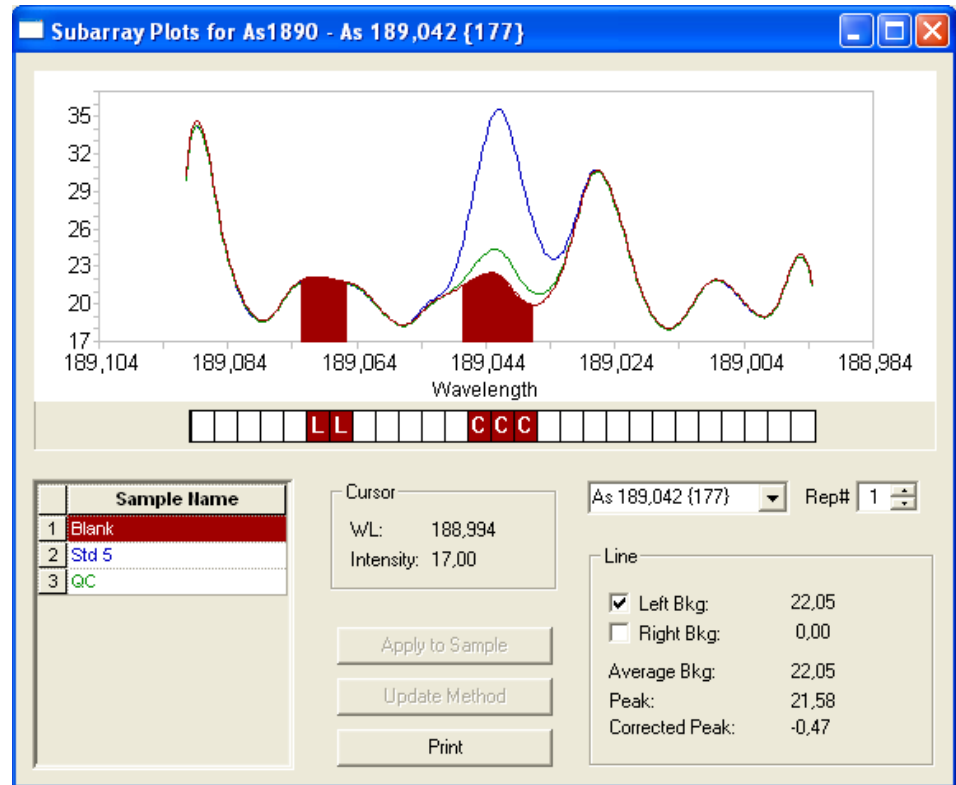 Subarray Plots for As1890 - As 189,042 {177}
35
32
29
26
23
20
17
189,104 189,084 189,064 189,044 189,024 189,004 188,984
Wavelength
L L C C C
Sample Name
1 Blank
2 Std 5
3 QC
Cursor
WL: 188,994
Intensity: 17,00
Apply to Sample
Update Method
Print
As 189,042 {177} Rep# 1
Line
Left Bkg: 22,05
Right Bkg: 0,00
Average Bkg: 22,05
Peak: 21,58
Corrected Peak: -0,47